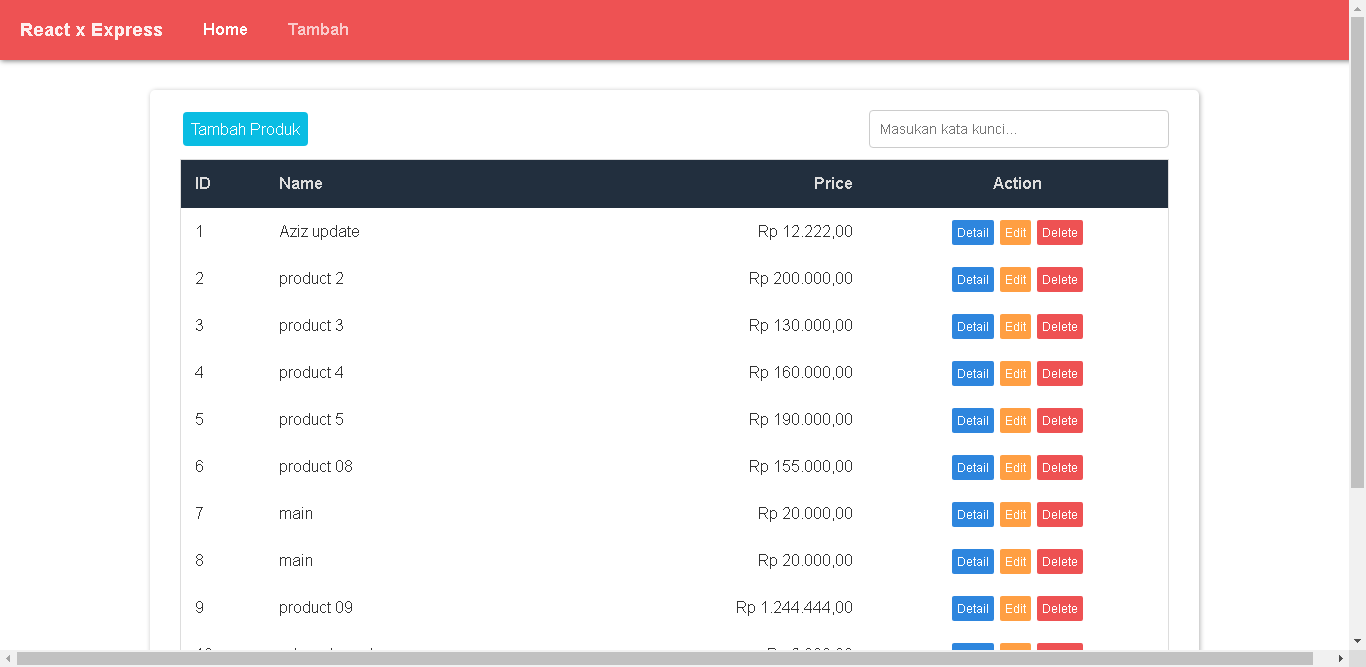 React x Express Home Tambah
Tambah Produk Masukan kata kunci...
ID Name Price Action
1 Aziz update Rp 12.222,00 Detail Edit Delete
2 product 2 Rp 200.000,00 Detail Edit Delete
3 product 3 Rp 130.000,00 Detail Edit Delete
4 product 4 Rp 160.000,00 Detail Edit Delete
5 product 5 Rp 190.000,00 Detail Edit Delete
6 product 08 Rp 155.000,00 Detail Edit Delete
7 main Rp 20.000,00 Detail Edit Delete
8 main Rp 20.000,00 Detail Edit Delete
9 product 09 Rp 1.244.444,00 Detail Edit Delete